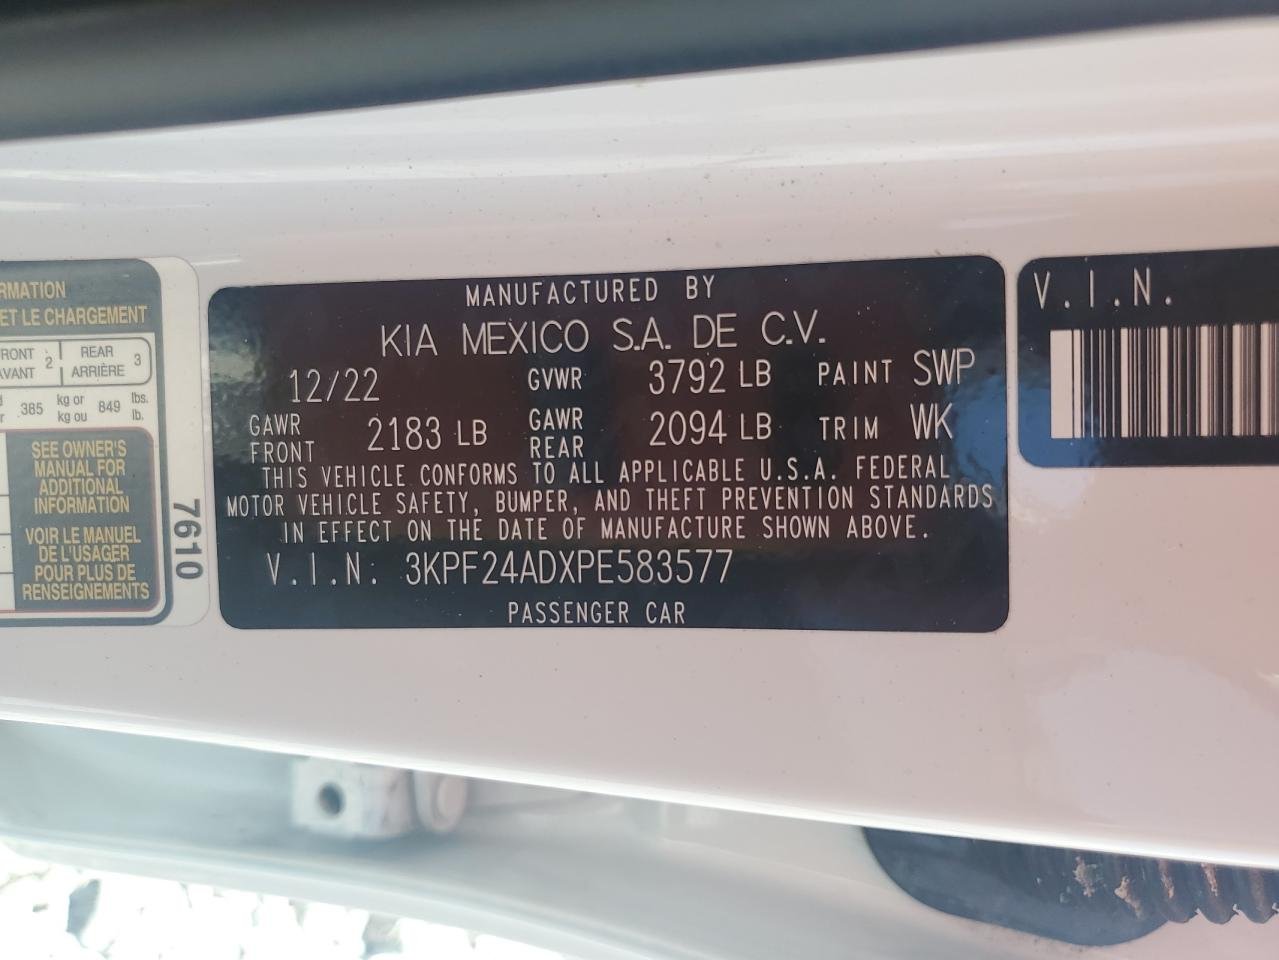 RMATION
ET LE CHARGEMENT
FRONT 2 REAR 3
AVANT ARRIÈRE
385 kg or 849 lbs.
kg ou lb.
SEE OWNER'S
MANUAL FOR
ADDITIONAL
INFORMATION
VOIR LE MANUEL
DE L'USAGER
POUR PLUS DE
RENSEIGNEMENTS
7610
MANUFACTURED BY
KIA MEXICO S.A. DE C.V.
12/22 GVWR 3792 LB PAINT SWP
GAWR FRONT 2183 LB GAWR REAR 2094 LB TRIM WK
THIS VEHICLE CONFORMS TO ALL APPLICABLE U.S.A. FEDERAL
MOTOR VEHICLE SAFETY, BUMPER, AND THEFT PREVENTION STANDARDS
IN EFFECT ON THE DATE OF MANUFACTURE SHOWN ABOVE.
V.I.N: 3KPF24ADXPE583577
PASSENGER CAR
V.I.N.